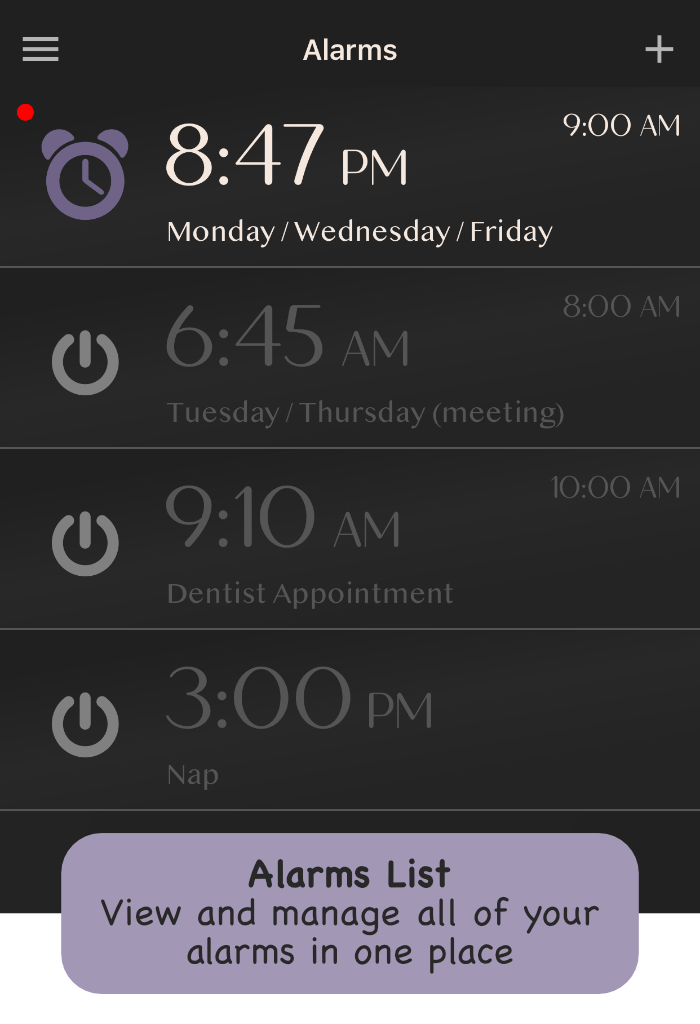 Alarms
9:00 AM
8:47 PM
Monday / Wednesday / Friday
8:00 AM
6:45 AM
Tuesday / Thursday (meeting)
10:00 AM
9:10 AM
Dentist Appointment
3:00 PM
Nap
Alarms List
View and manage all of your
alarms in one place